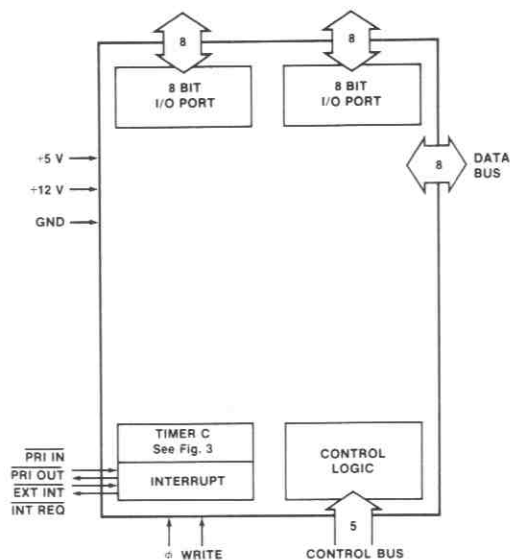 8
8
8 BIT
I/O PORT
8 BIT
I/O PORT
+5 V
+12 V
GND
8
DATA
BUS
TIMER C
See Fig. 3
INTERRUPT
CONTROL
LOGIC
PRI IN
PRI OUT
EXT INT
INT REQ
5
ϕ WRITE
CONTROL BUS